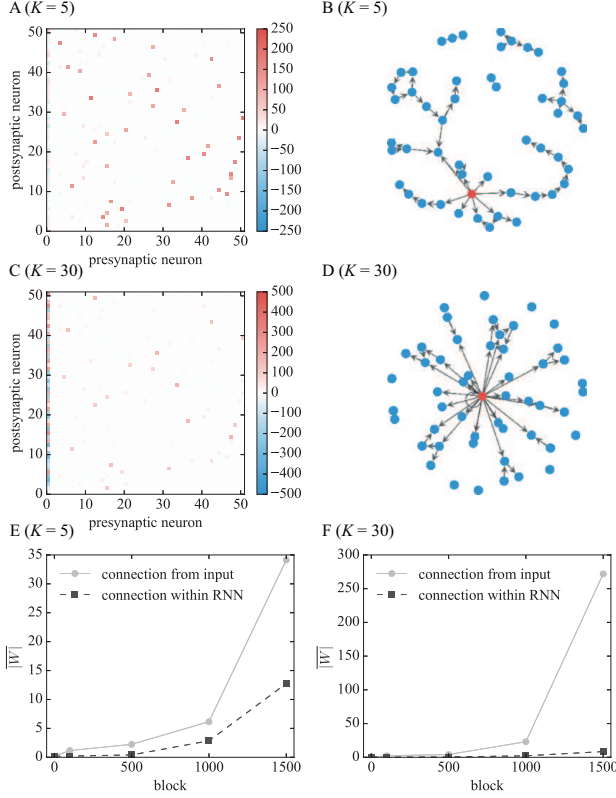 A (K = 5)
B (K = 5)
50
40
30
20
10
0
0 10 20 30 40 50
postsynaptic neuron
presynaptic neuron
250
200
150
100
50
0
−50
−100
−150
−200
−250
C (K = 30)
D (K = 30)
50
40
30
20
10
0
0 10 20 30 40 50
postsynaptic neuron
presynaptic neuron
500
400
300
200
100
0
−100
−200
−300
−400
−500
E (K = 5)
F (K = 30)
35
30
25
20
15
10
5
0
0 500 1000 1500
|W|
block
connection from input
connection within RNN
300
250
200
150
100
50
0
0 500 1000 1500
|W|
block
connection from input
connection within RNN